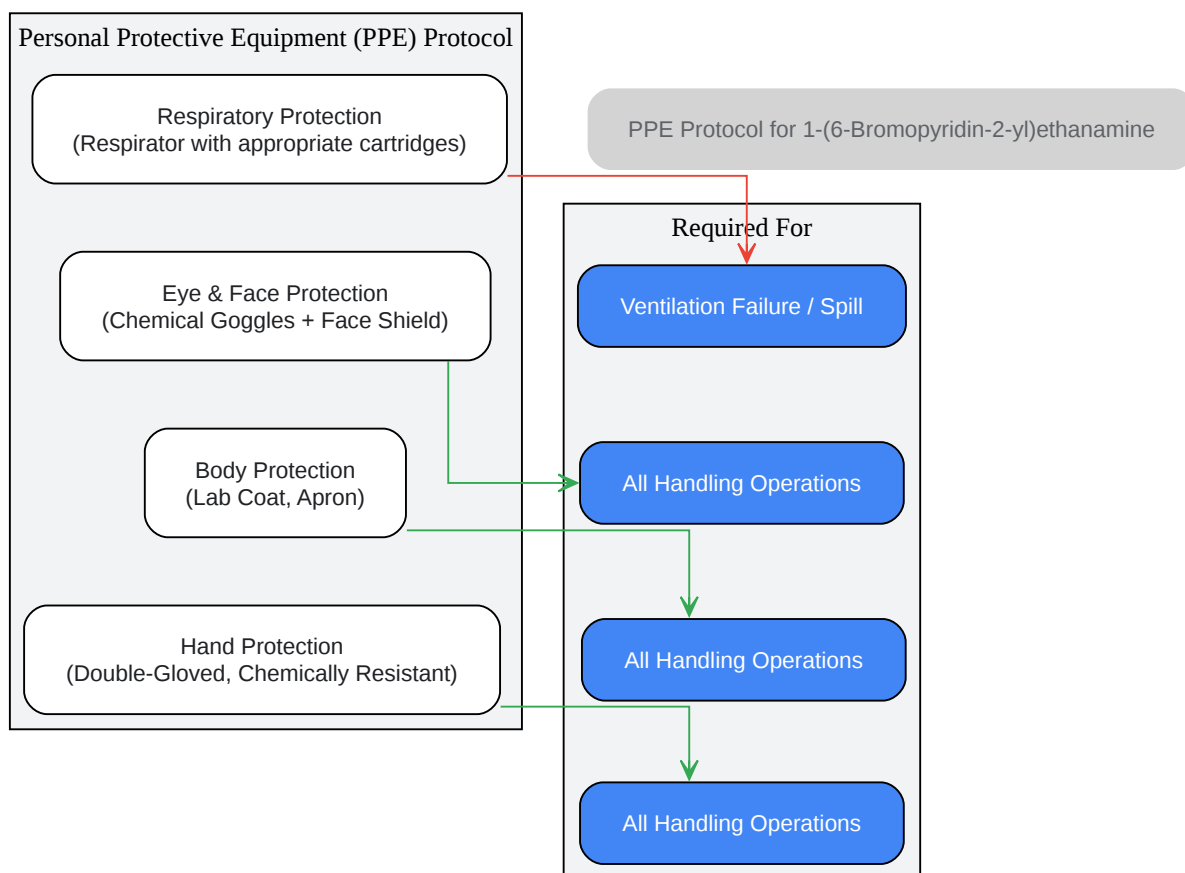 Personal Protective Equipment (PPE) Protocol
Respiratory Protection
(Respirator with appropriate cartridges)
PPE Protocol for 1-(6-Bromopyridin-2-yl)ethanamine
Required For
Eye & Face Protection
(Chemical Goggles + Face Shield)
Ventilation Failure / Spill
Body Protection
(Lab Coat, Apron)
All Handling Operations
Hand Protection
(Double-Gloved, Chemically Resistant)
All Handling Operations
All Handling Operations